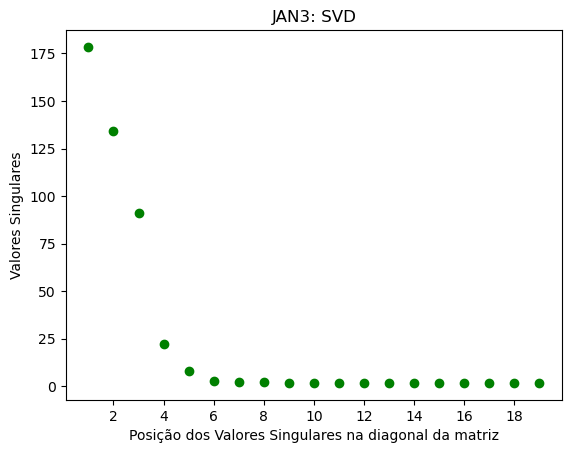 JAN3: SVD
Valores Singulares
175
150
125
100
75
50
25
0
2 4 6 8 10 12 14 16 18
Posição dos Valores Singulares na diagonal da matriz